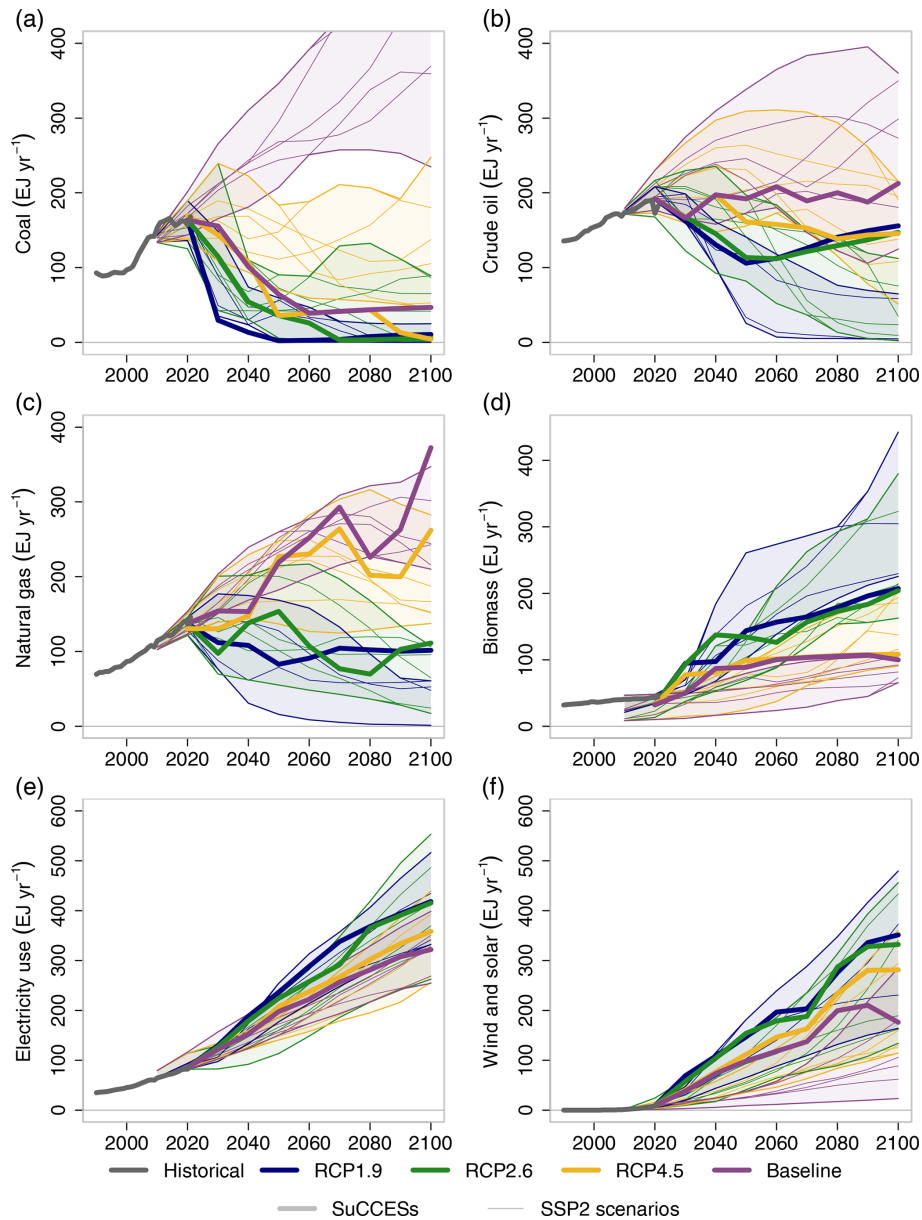 (a)
(b)
400
300
200
100
0
Coal (EJ yr⁻¹)
2000 2020 2040 2060 2080 2100
400
300
200
100
0
Crude oil (EJ yr⁻¹)
2000 2020 2040 2060 2080 2100
(c)
(d)
400
300
200
100
0
Natural gas (EJ yr⁻¹)
2000 2020 2040 2060 2080 2100
400
300
200
100
0
Biomass (EJ yr⁻¹)
2000 2020 2040 2060 2080 2100
(e)
(f)
600
500
400
300
200
100
0
Electricity use (EJ yr⁻¹)
2000 2020 2040 2060 2080 2100
600
500
400
300
200
100
0
Wind and solar (EJ yr⁻¹)
2000 2020 2040 2060 2080 2100
Historical RCP1.9 RCP2.6 RCP4.5 Baseline
SuCCESs SSP2 scenarios